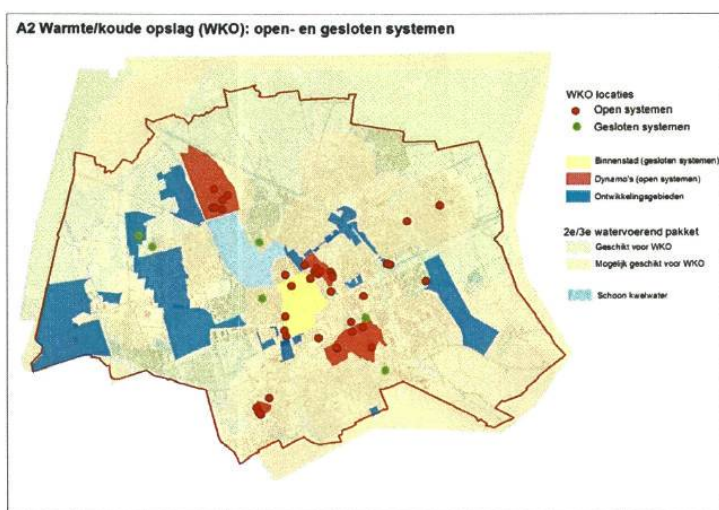 A2 Warmte/koude opslag (WKO): open- en gesloten systemen
WKO locaties
Open systemen
Gesloten systemen
Binnenstad (gesloten systemen)
Dynamo's (open systemen)
Ontwikkelingsgebieden
2e/3e watervoerend pakket
Geschikt voor WKO
Mogelijk geschikt voor WKO
Schoon kwelwater